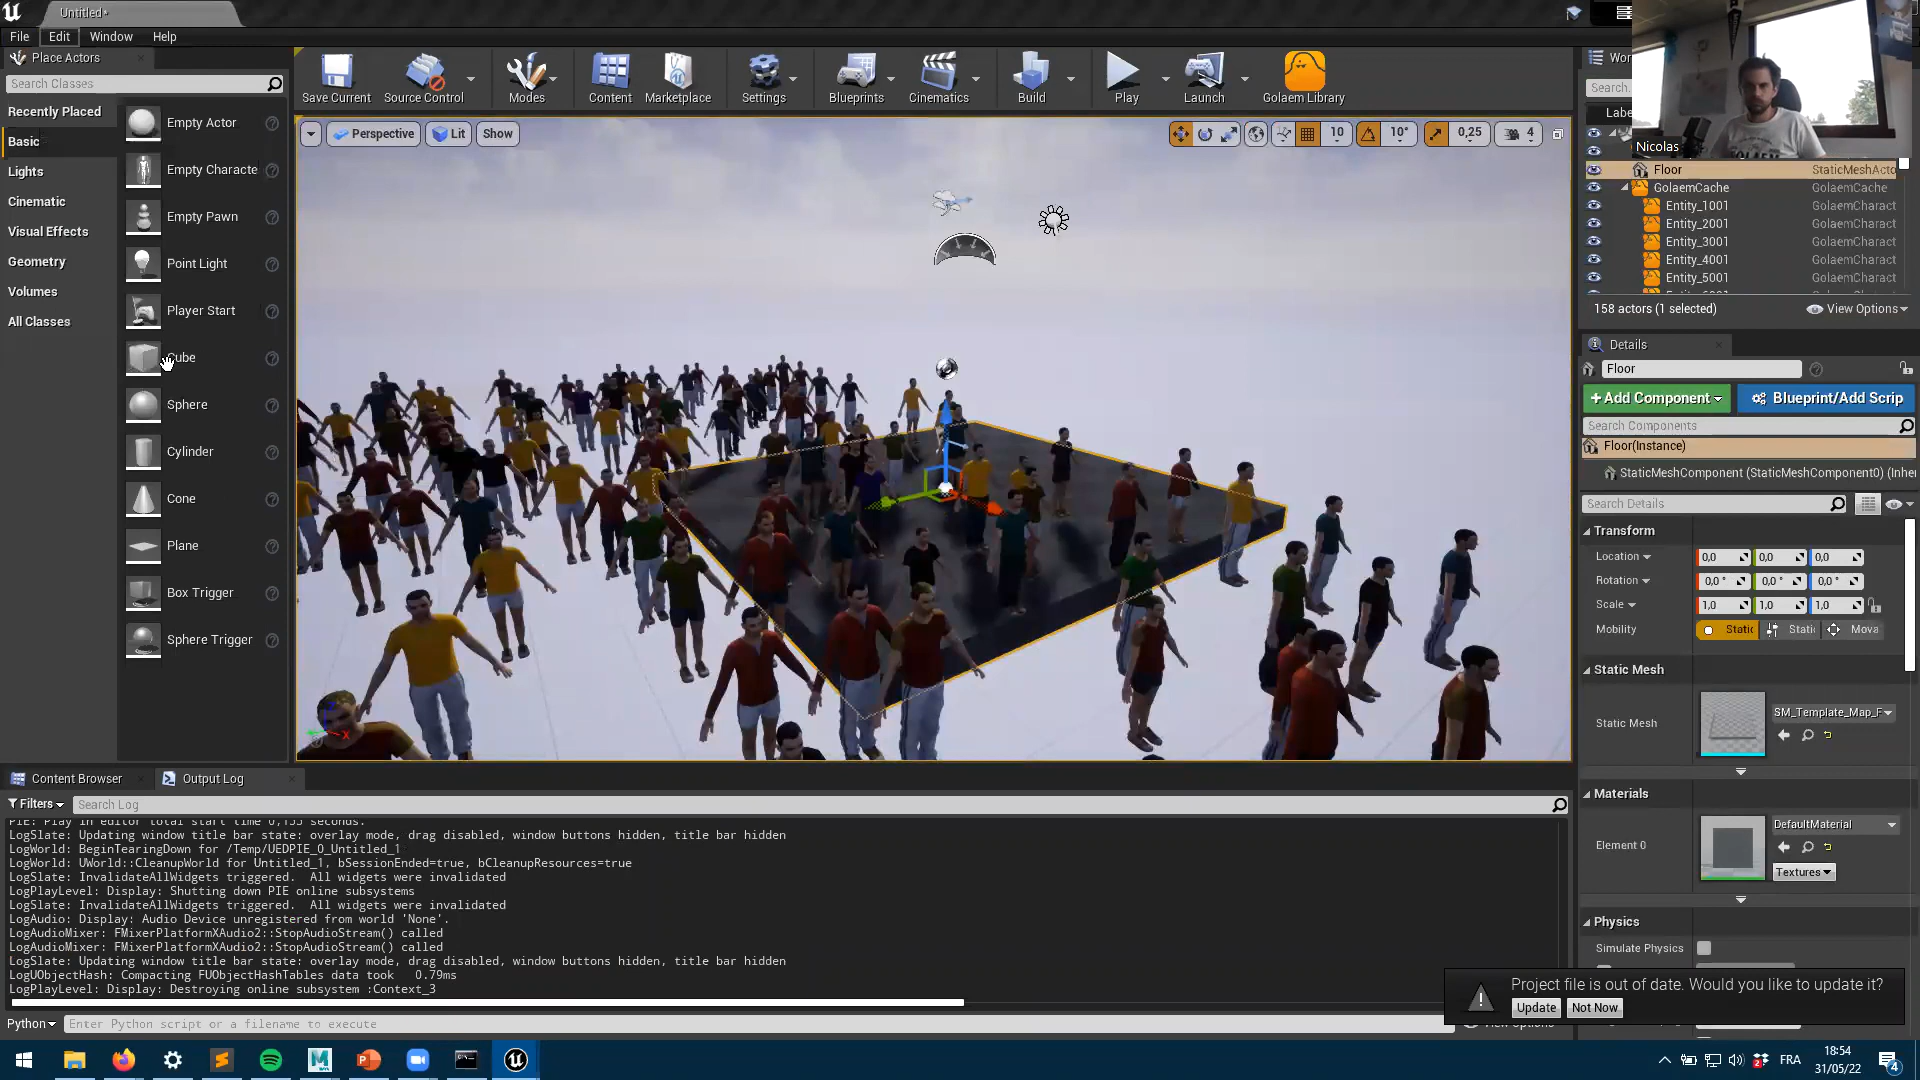 Untitled*
File Edit Window Help
Place Actors
Search Classes
Recently Placed
Basic
Lights
Cinematic
Visual Effects
Geometry
Volumes
All Classes
Empty Actor
Empty Characte
Empty Pawn
Point Light
Player Start
Cube
Sphere
Cylinder
Cone
Plane
Box Trigger
Sphere Trigger
Save Current
Source Control
Modes
Content
Marketplace
Settings
Blueprints
Cinematics
Build
Play
Launch
Golaem Library
Perspective
Lit
Show
10
10°
0,25
4
X
Nicolas
Floor StaticMeshActo
GolaemCache GolaemCache
Entity_1001 GolaemCharact
Entity_2001 GolaemCharact
Entity_3001 GolaemCharact
Entity_4001 GolaemCharact
Entity_5001 GolaemCharact
158 actors (1 selected)
View Options
Details
Floor
+ Add Component
Blueprint/Add Scrip
Search Components
Floor(Instance)
StaticMeshComponent (StaticMeshComponent0) (Inhe
Search Details
Transform
Location 0,0 0,0 0,0
Rotation 0,0 ° 0,0 ° 0,0 °
Scale 1,0 1,0 1,0
Mobility Static Static Mova
Static Mesh
Static Mesh
SM_Template_Map_F
Materials
Element 0
DefaultMaterial
Textures
Physics
Simulate Physics
Content Browser
Output Log
Filters
Search Log
PIE: Play in editor total start time 0,155 seconds.
LogSlate: Updating window title bar state: overlay mode, drag disabled, window buttons hidden, title bar hidden
LogWorld: BeginTearingDown for /Temp/UEDPIE_0_Untitled_1
LogWorld: UWorld::CleanupWorld for Untitled_1, bSessionEnded=true, bCleanupResources=true
LogSlate: InvalidateAllWidgets triggered.  All widgets were invalidated
LogPlayLevel: Display: Shutting down PIE online subsystems
LogSlate: InvalidateAllWidgets triggered.  All widgets were invalidated
LogAudio: Display: Audio Device unregistered from world 'None'.
LogAudioMixer: FMixerPlatformXAudio2::StopAudioStream() called
LogAudioMixer: FMixerPlatformXAudio2::StopAudioStream() called
LogSlate: Updating window title bar state: overlay mode, drag disabled, window buttons hidden, title bar hidden
LogUObjectHash: Compacting FUObjectHashTables data took   0.79ms
LogPlayLevel: Display: Destroying online subsystem :Context_3
Python
Enter Python script or a filename to execute
Project file is out of date. Would you like to update it?
Update
Not Now
FRA
18:54
31/05/22
4